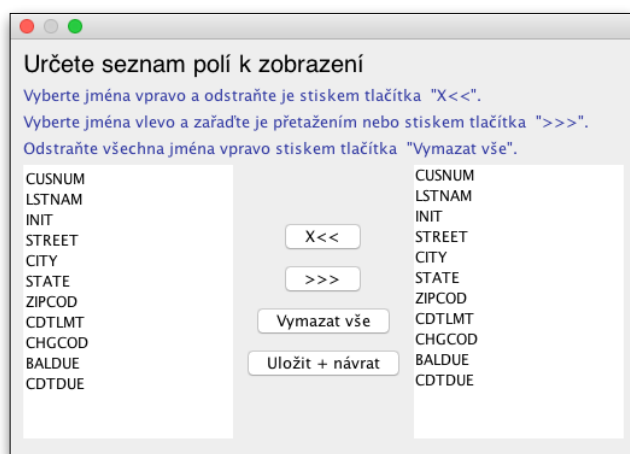 Určete seznam polí k zobrazení
Vyberte jména vpravo a odstraňte je stiskem tlačítka "X<<".
Vyberte jména vlevo a zařaďte je přetažením nebo stiskem tlačítka ">>>".
Odstraňte všechna jména vpravo stiskem tlačítka "Vymazat vše".
CUSNUM
LSTNAM
INIT
STREET
CITY
STATE
ZIPCOD
CDTLMT
CHGCOD
BALDUE
CDTDUE
X<<
>>>
Vymazat vše
Uložit + návrat
CUSNUM
LSTNAM
INIT
STREET
CITY
STATE
ZIPCOD
CDTLMT
CHGCOD
BALDUE
CDTDUE